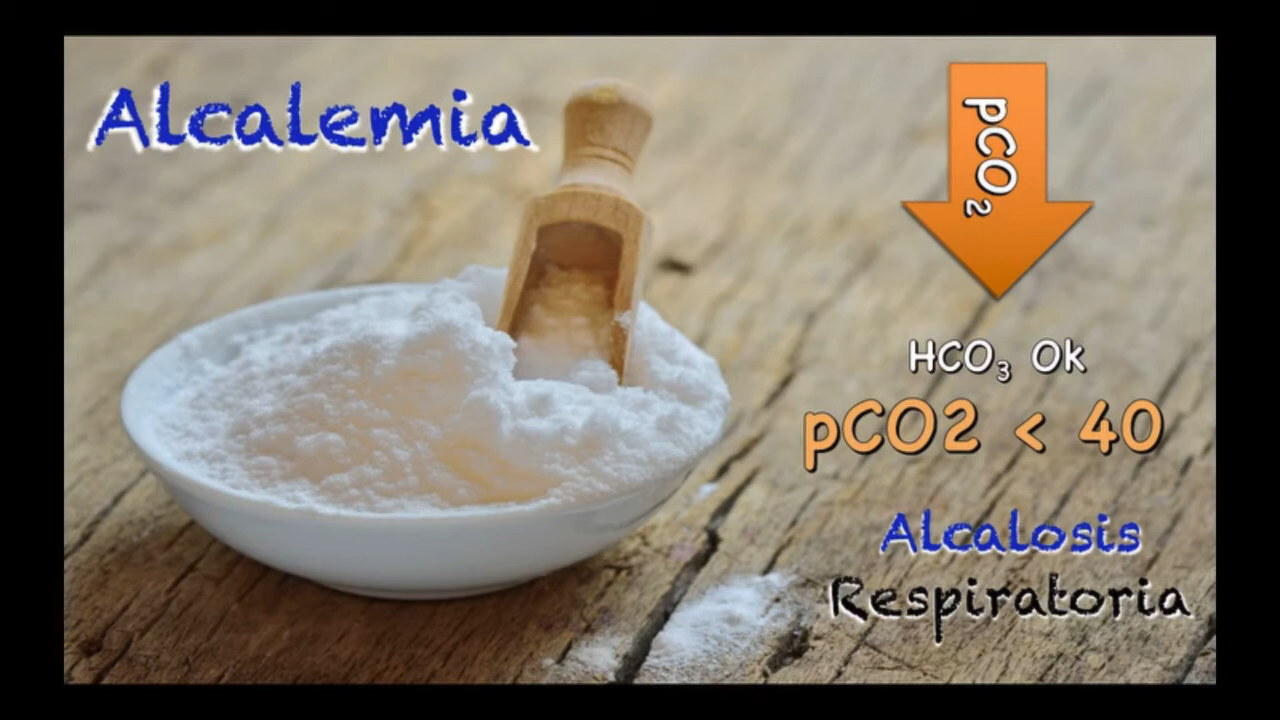 Alcalemia
pCO₂
HCO₃ Ok
pCO2 < 40
Alcalosis
Respiratoria